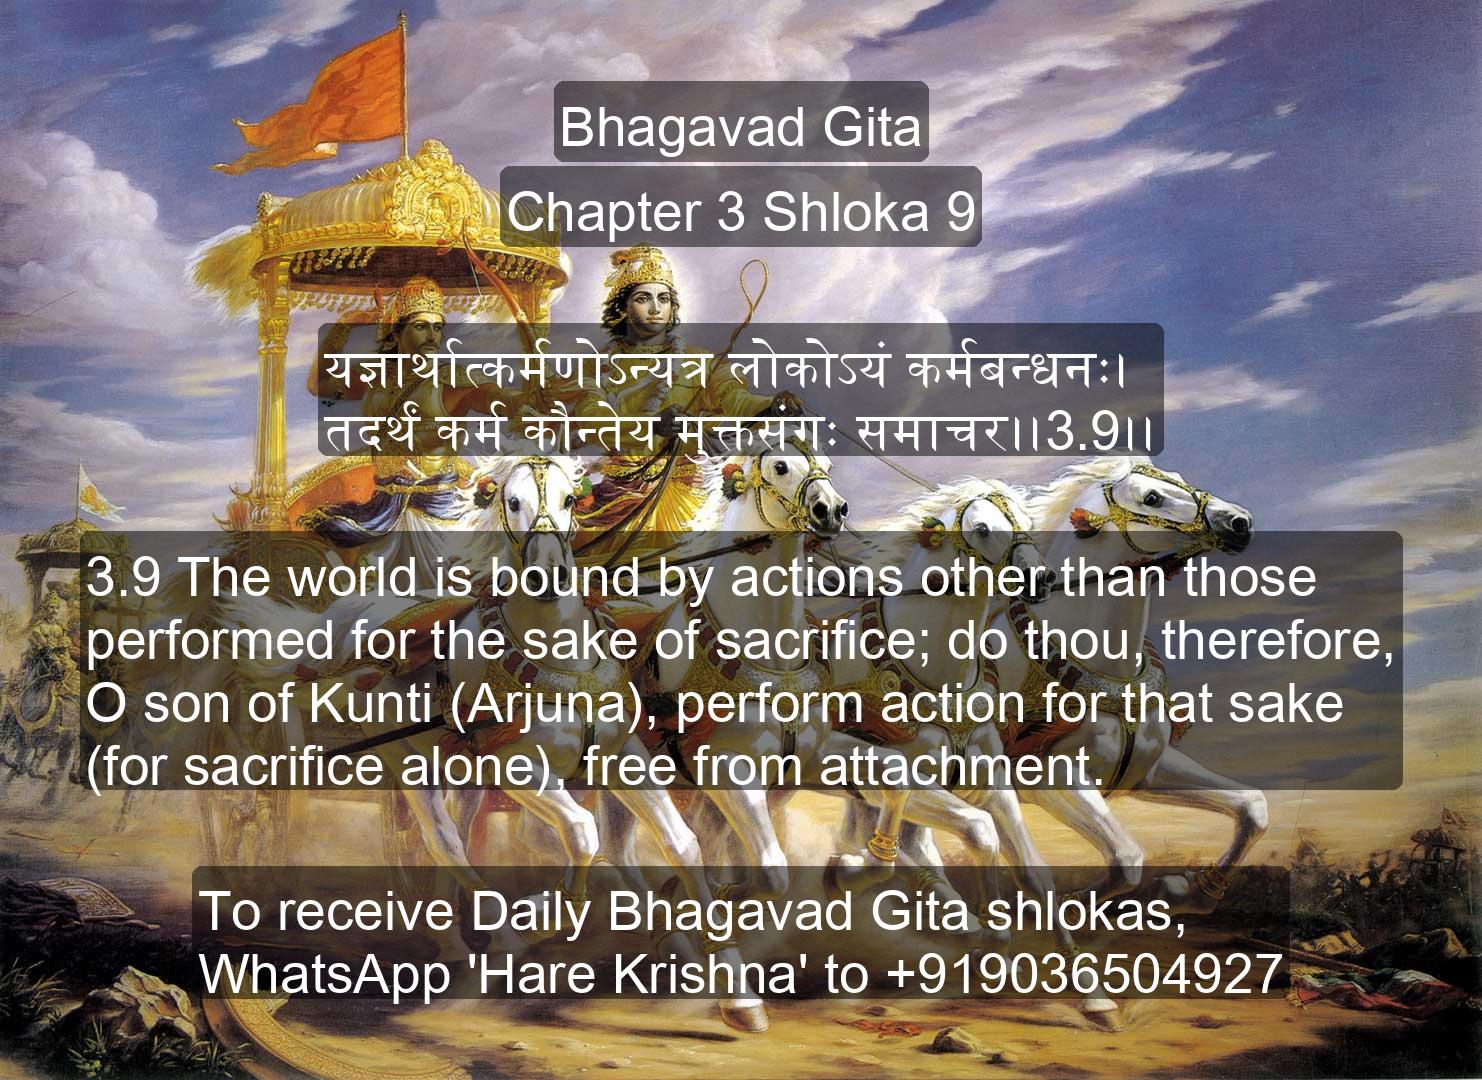 Bhagavad Gita
Chapter 3 Shloka 9
यज्ञार्थात्कर्मणोऽन्यत्र लोकोऽयं कर्मबन्धनः।
तदर्थं कर्म कौन्तेय मुक्तसंगः समाचर।।3.9।।
3.9 The world is bound by actions other than those
performed for the sake of sacrifice; do thou, therefore,
O son of Kunti (Arjuna), perform action for that sake
(for sacrifice alone), free from attachment.
To receive Daily Bhagavad Gita shlokas,
WhatsApp 'Hare Krishna' to +919036504927